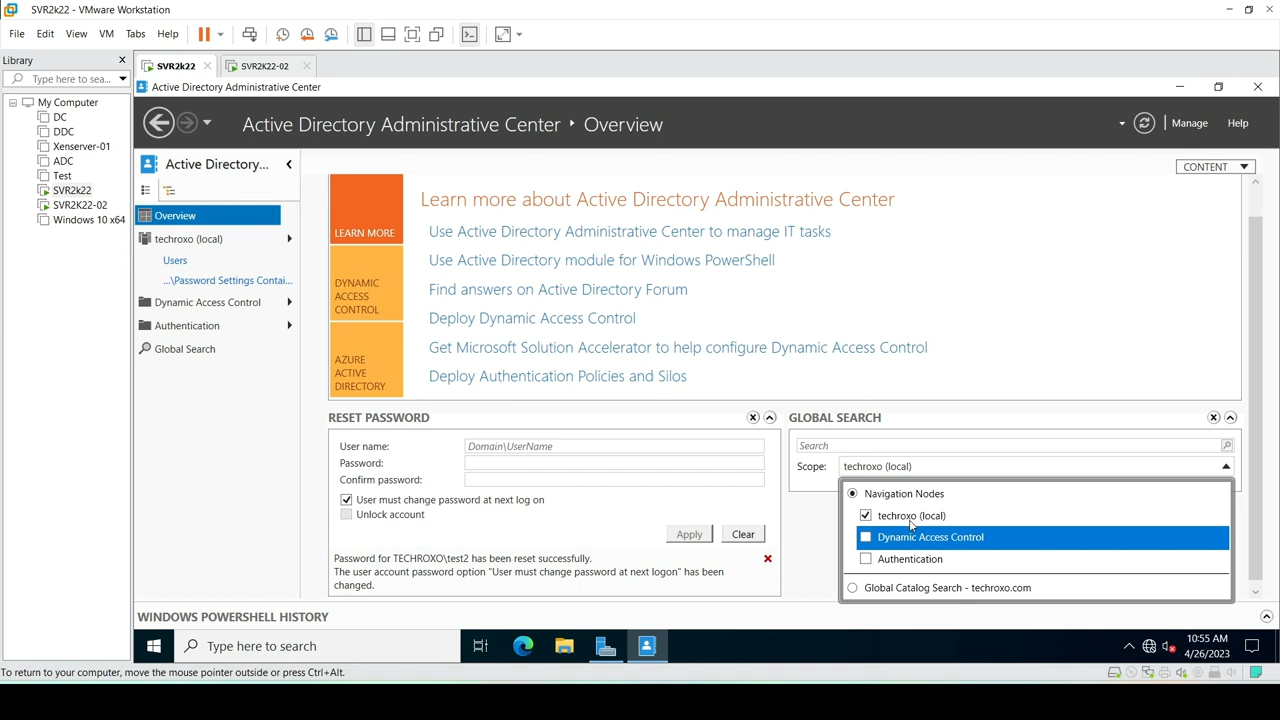 SVR2k22 - VMware Workstation
File Edit View VM Tabs Help
Library
Type here to sea...
My Computer
DC
DDC
Xenserver-01
ADC
Test
SVR2k22
SVR2K22-02
Windows 10 x64
SVR2k22
SVR2K22-02
Active Directory Administrative Center
Active Directory Administrative Center • Overview
Manage
Help
Active Directory...
Overview
techroxo (local)
Users
...\Password Settings Contai...
Dynamic Access Control
Authentication
Global Search
CONTENT
LEARN MORE
DYNAMIC
ACCESS
CONTROL
AZURE
ACTIVE
DIRECTORY
Learn more about Active Directory Administrative Center
Use Active Directory Administrative Center to manage IT tasks
Use Active Directory module for Windows PowerShell
Find answers on Active Directory Forum
Deploy Dynamic Access Control
Get Microsoft Solution Accelerator to help configure Dynamic Access Control
Deploy Authentication Policies and Silos
RESET PASSWORD
User name: Domain\UserName
Password:
Confirm password:
User must change password at next log on
Unlock account
Apply
Clear
Password for TECHROXO\test2 has been reset successfully.
The user account password option "User must change password at next logon" has been
changed.
GLOBAL SEARCH
Search
Scope: techroxo (local)
Navigation Nodes
techroxo (local)
Dynamic Access Control
Authentication
Global Catalog Search - techroxo.com
WINDOWS POWERSHELL HISTORY
Type here to search
10:55 AM
4/26/2023
To return to your computer, move the mouse pointer outside or press Ctrl+Alt.